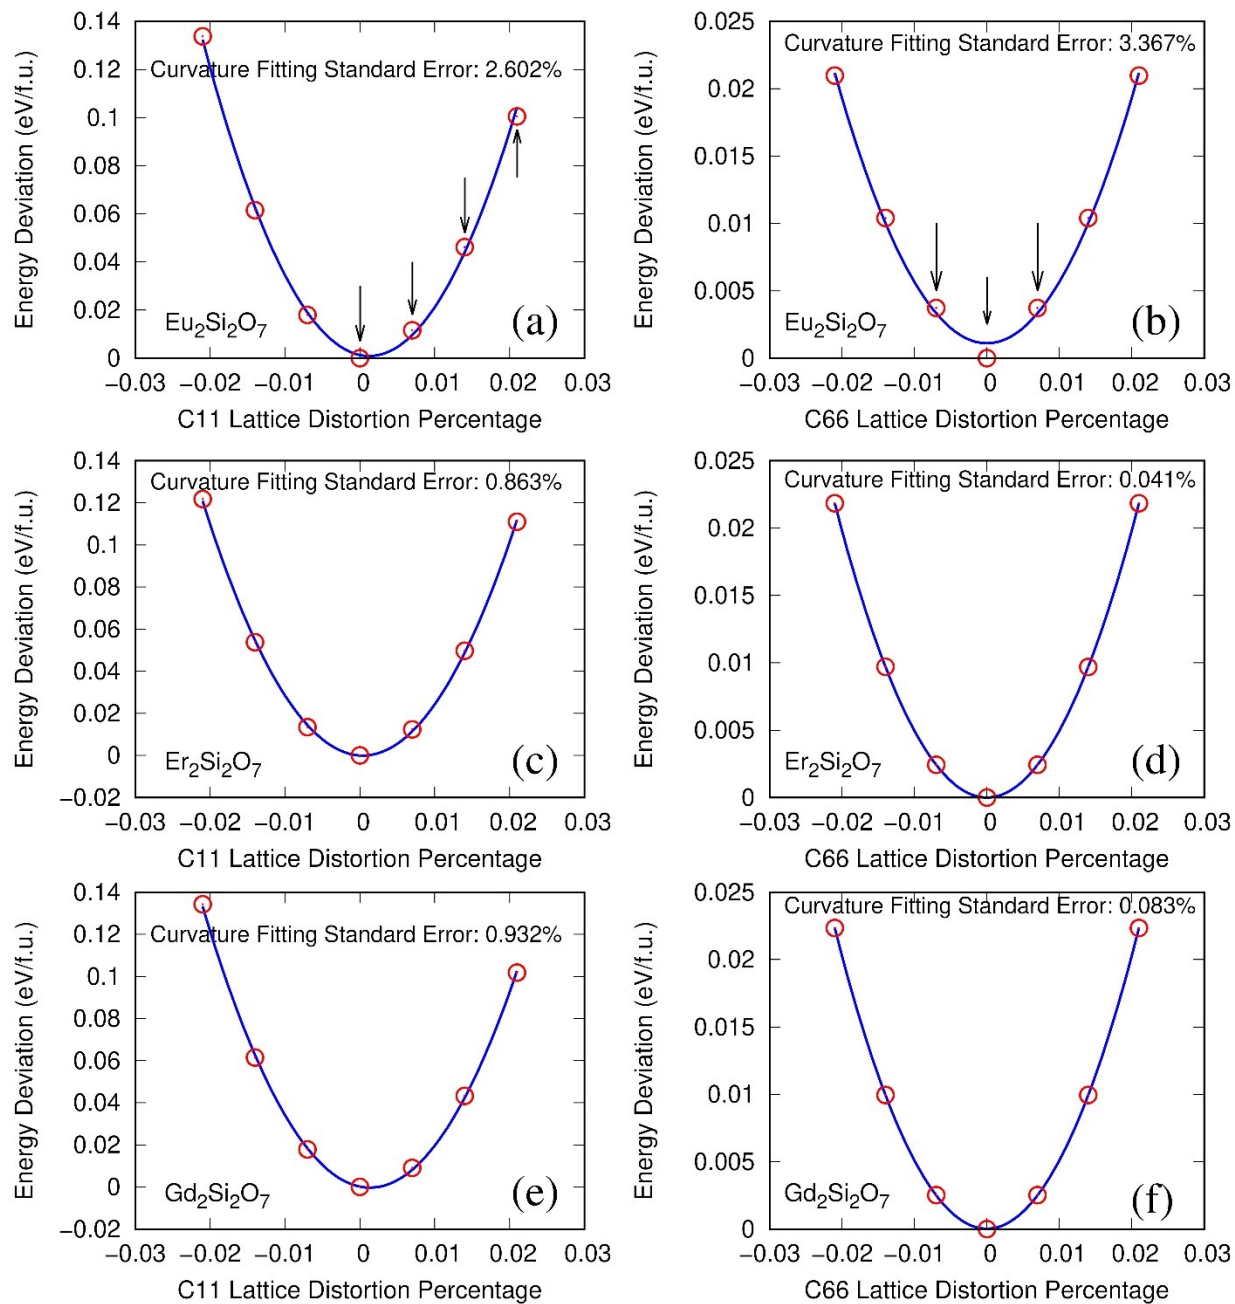 0.14
0.12
0.1
0.08
0.06
0.04
0.02
0
Energy Deviation (eV/f.u.)
Curvature Fitting Standard Error: 2.602%
Eu2Si2O7
(a)
−0.03 −0.02 −0.01 0 0.01 0.02 0.03
C11 Lattice Distortion Percentage
0.025
0.02
0.015
0.01
0.005
0
Energy Deviation (eV/f.u.)
Curvature Fitting Standard Error: 3.367%
Eu2Si2O7
(b)
−0.03 −0.02 −0.01 0 0.01 0.02 0.03
C66 Lattice Distortion Percentage
0.14
0.12
0.1
0.08
0.06
0.04
0.02
0
−0.02
Energy Deviation (eV/f.u.)
Curvature Fitting Standard Error: 0.863%
Er2Si2O7
(c)
−0.03 −0.02 −0.01 0 0.01 0.02 0.03
C11 Lattice Distortion Percentage
0.025
0.02
0.015
0.01
0.005
0
Energy Deviation (eV/f.u.)
Curvature Fitting Standard Error: 0.041%
Er2Si2O7
(d)
−0.03 −0.02 −0.01 0 0.01 0.02 0.03
C66 Lattice Distortion Percentage
0.14
0.12
0.1
0.08
0.06
0.04
0.02
0
−0.02
Energy Deviation (eV/f.u.)
Curvature Fitting Standard Error: 0.932%
Gd2Si2O7
(e)
−0.03 −0.02 −0.01 0 0.01 0.02 0.03
C11 Lattice Distortion Percentage
0.025
0.02
0.015
0.01
0.005
0
Energy Deviation (eV/f.u.)
Curvature Fitting Standard Error: 0.083%
Gd2Si2O7
(f)
−0.03 −0.02 −0.01 0 0.01 0.02 0.03
C66 Lattice Distortion Percentage